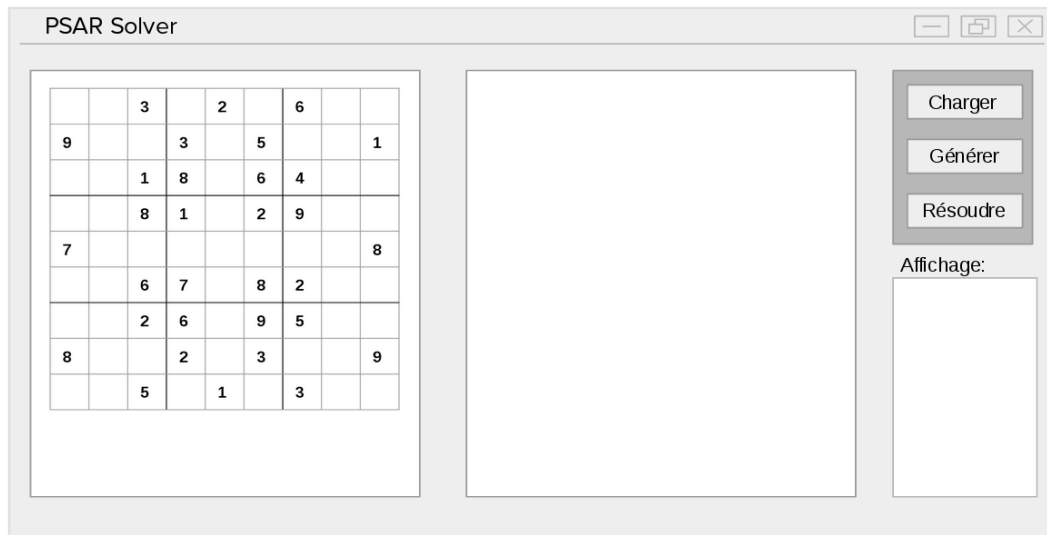 PSAR Solver
3 2 6
9 3 5 1
1 8 6 4
8 1 2 9
7 8
6 7 8 2
2 6 9 5
8 2 3 9
5 1 3
Charger
Générer
Résoudre
Affichage: